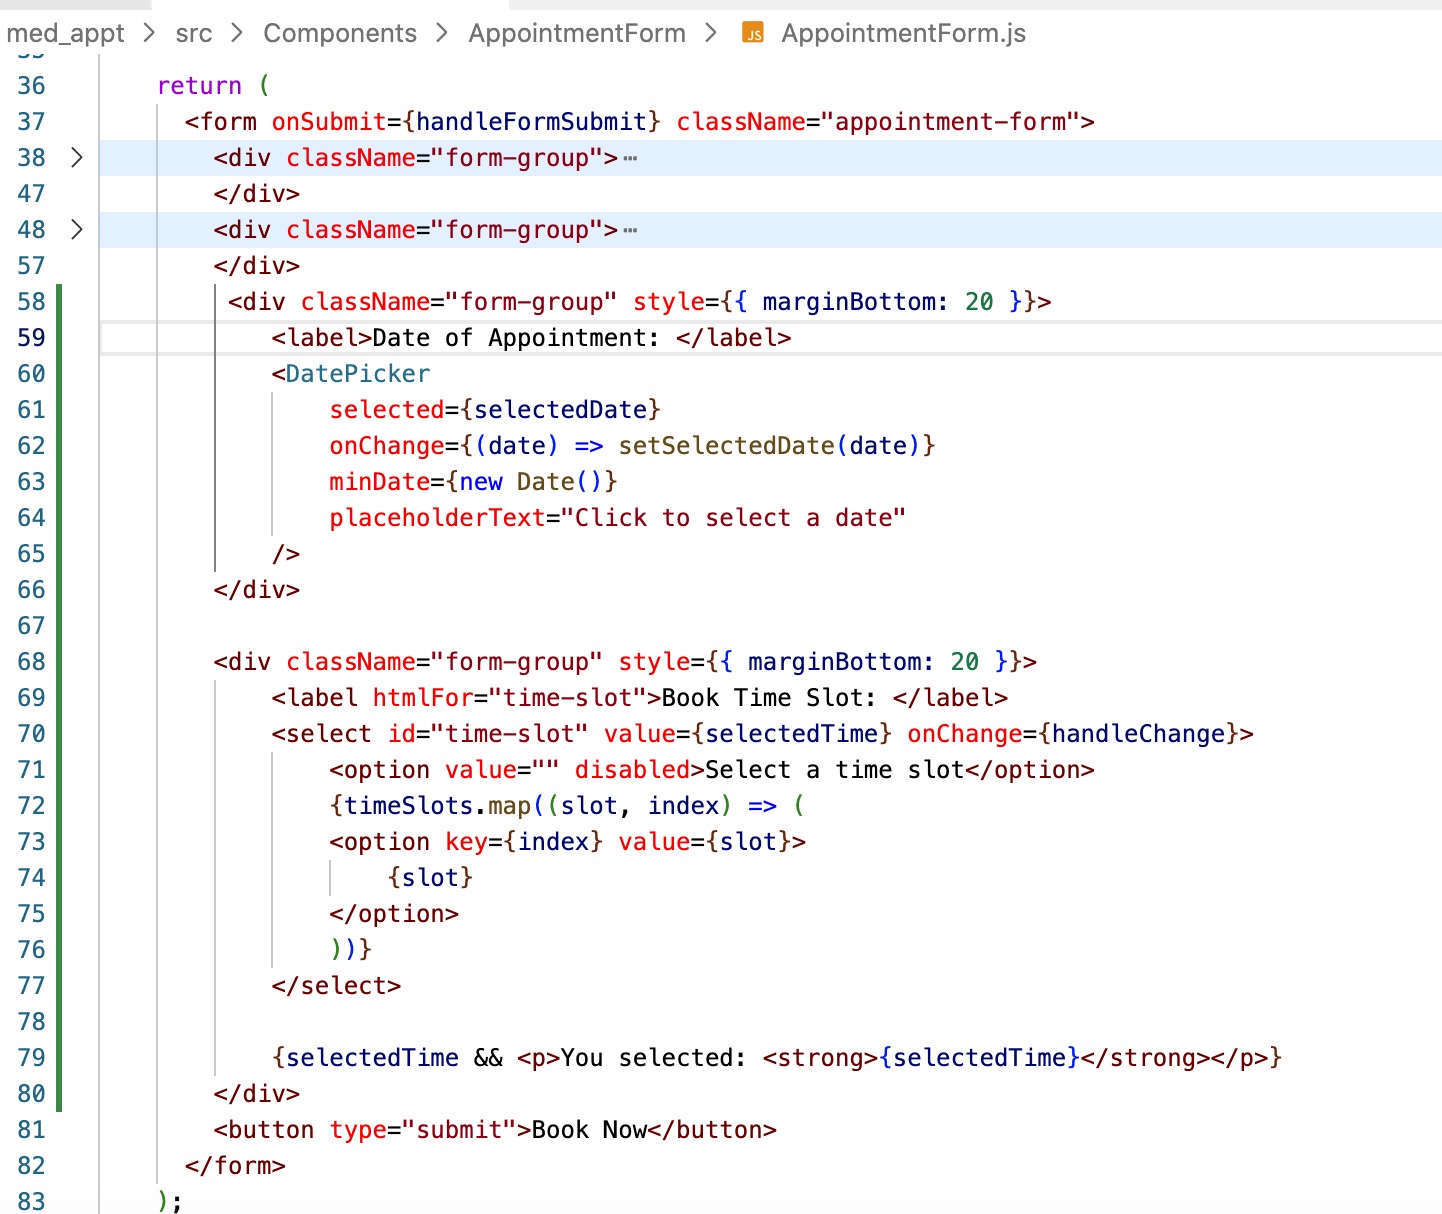 med_appt > src > Components > AppointmentForm > JS AppointmentForm.js
36 return (
37 <form onSubmit={handleFormSubmit} className="appointment-form">
38 > <div className="form-group">⋯
47 </div>
48 > <div className="form-group">⋯
57 </div>
58 <div className="form-group" style={{ marginBottom: 20 }}>
59 <label>Date of Appointment: </label>
60 <DatePicker
61 selected={selectedDate}
62 onChange={(date) => setSelectedDate(date)}
63 minDate={new Date()}
64 placeholderText="Click to select a date"
65 />
66 </div>
67
68 <div className="form-group" style={{ marginBottom: 20 }}>
69 <label htmlFor="time-slot">Book Time Slot: </label>
70 <select id="time-slot" value={selectedTime} onChange={handleChange}>
71 <option value="" disabled>Select a time slot</option>
72 {timeSlots.map((slot, index) => (
73 <option key={index} value={slot}>
74 {slot}
75 </option>
76 ))}
77 </select>
78
79 {selectedTime && <p>You selected: <strong>{selectedTime}</strong></p>}
80 </div>
81 <button type="submit">Book Now</button>
82 </form>
83 );